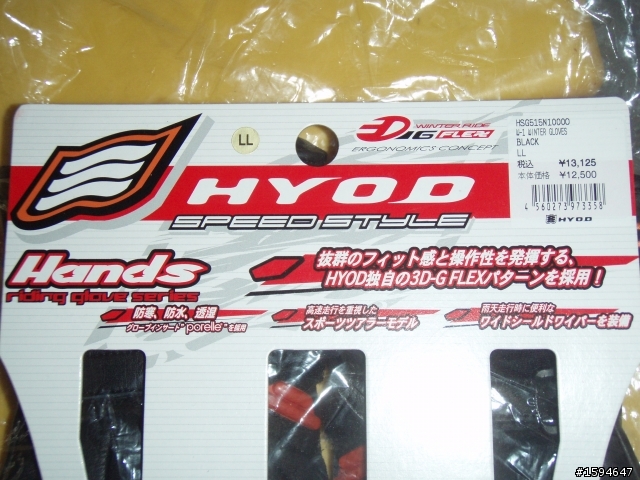 WINTER RIDE
3D-G FLEX
ERGONOMICS CONCEPT
HSG515N10000
W-I WINTER GLOVES
BLACK
LL
税込 ¥13,125
本体価格 ¥12,500
4 560273 973358
HYOD
LL
HYOD
SPEED STYLE
Hands
riding glove series
抜群のフィット感と操作性を発揮する、
HYOD独自の3D-G FLEXパターンを採用！
防寒、防水、透湿
グローブインサート"porelle"を採用
高速走行を重視した
スポーツツアラーモデル
雨天走行時に便利な
ワイドシールドワイパーを装備
#1594647